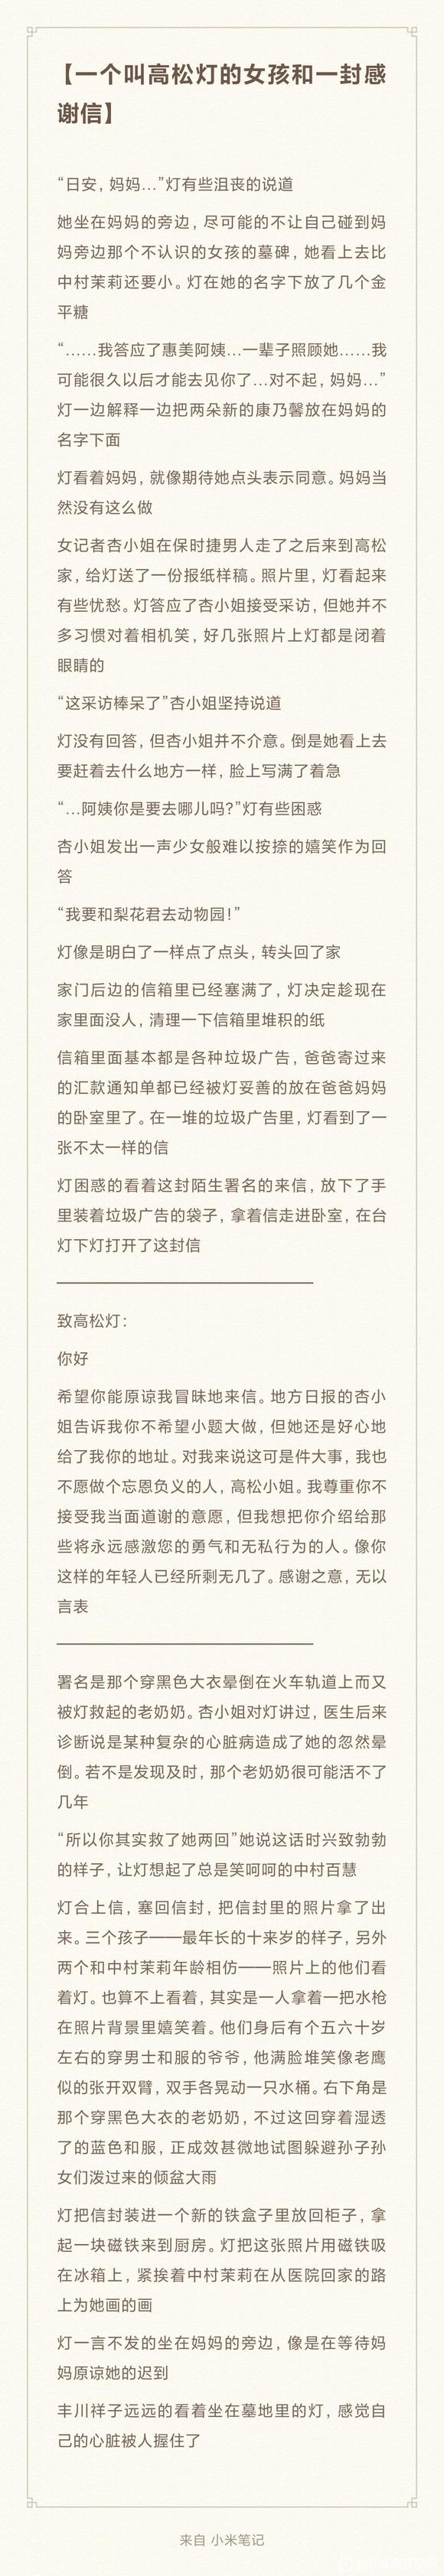 【一个叫高松灯的女孩和一封感
谢信】
“日安，妈妈…”灯有些沮丧的说道
她坐在妈妈的旁边，尽可能的不让自己碰到妈
妈旁边那个不认识的女孩的墓碑，她看上去比
中村茉莉还要小。灯在她的名字下放了几个金
平糖
“……我答应了惠美阿姨…一辈子照顾她……我
可能很久以后才能去见你了…对不起，妈妈…”
灯一边解释一边把两朵新的康乃馨放在妈妈的
名字下面
灯看着妈妈，就像期待她点头表示同意。妈妈当
然没有这么做
女记者杏小姐在保时捷男人走了之后来到高松
家，给灯送了一份报纸样稿。照片里，灯看起来
有些忧愁。灯答应了杏小姐接受采访，但她并不
多习惯对着相机笑，好几张照片上灯都是闭着
眼睛的
“这采访棒呆了”杏小姐坚持说道
灯没有回答，但杏小姐并不介意。倒是她看上去
要赶着去什么地方一样，脸上写满了着急
“…阿姨你是要去哪儿吗？”灯有些困惑
杏小姐发出一声少女般难以按捺的嬉笑作为回
答
“我要和梨花君去动物园！”
灯像是明白了一样点了点头，转头回了家
家门后边的信箱里已经塞满了，灯决定趁现在
家里面没人，清理一下信箱里堆积的纸
信箱里面基本都是各种垃圾广告，爸爸寄过来
的汇款通知单都已经被灯妥善的放在爸爸妈妈
的卧室里了。在一堆的垃圾广告里，灯看到了一
张不太一样的信
灯困惑的看着这封陌生署名的来信，放下了手
里装着垃圾广告的袋子，拿着信走进卧室，在台
灯下灯打开了这封信
致高松灯：
你好
希望你能原谅我冒昧地来信。地方日报的杏小
姐告诉我你不希望小题大做，但她还是好心地
给了我你的地址。对我来说这可是件大事，我也
不愿做个忘恩负义的人，高松小姐。我尊重你不
接受我当面道谢的意愿，但我想把你介绍给那
些将永远感激您的勇气和无私行为的人。像你
这样的年轻人已经所剩无几了。感谢之意，无以
言表
署名是那个穿黑色大衣晕倒在火车轨道上而又
被灯救起的老奶奶。杏小姐对灯讲过，医生后来
诊断说是某种复杂的心脏病造成了她的忽然晕
倒。若不是发现及时，那个老奶奶很可能活不了
几年
“所以你其实救了她两回”她说这话时兴致勃勃
的样子，让灯想起了总是笑呵呵的中村百慧
灯合上信，塞回信封，把信封里的照片拿了出
来。三个孩子——最年长的十来岁的样子，另外
两个和中村茉莉年龄相仿——照片上的他们看
着灯。也算不上看着，其实是一人拿着一把水枪
在照片背景里嬉笑着。他们身后有个五六十岁
左右的穿男士和服的爷爷，他满脸堆笑像老鹰
似的张开双臂，双手各晃动一只水桶。右下角是
那个穿黑色大衣的老奶奶，不过这回穿着湿透
了的蓝色和服，正成效甚微地试图躲避孙子孙
女们泼过来的倾盆大雨
灯把信封装进一个新的铁盒子里放回柜子，拿
起一块磁铁来到厨房。灯把这张照片用磁铁吸
在冰箱上，紧挨着中村茉莉在从医院回家的路
上为她画的画
灯一言不发的坐在妈妈的旁边，像是在等待妈
妈原谅她的迟到
丰川祥子远远的看着坐在墓地里的灯，感觉自
己的心脏被人握住了
来自 小米笔记